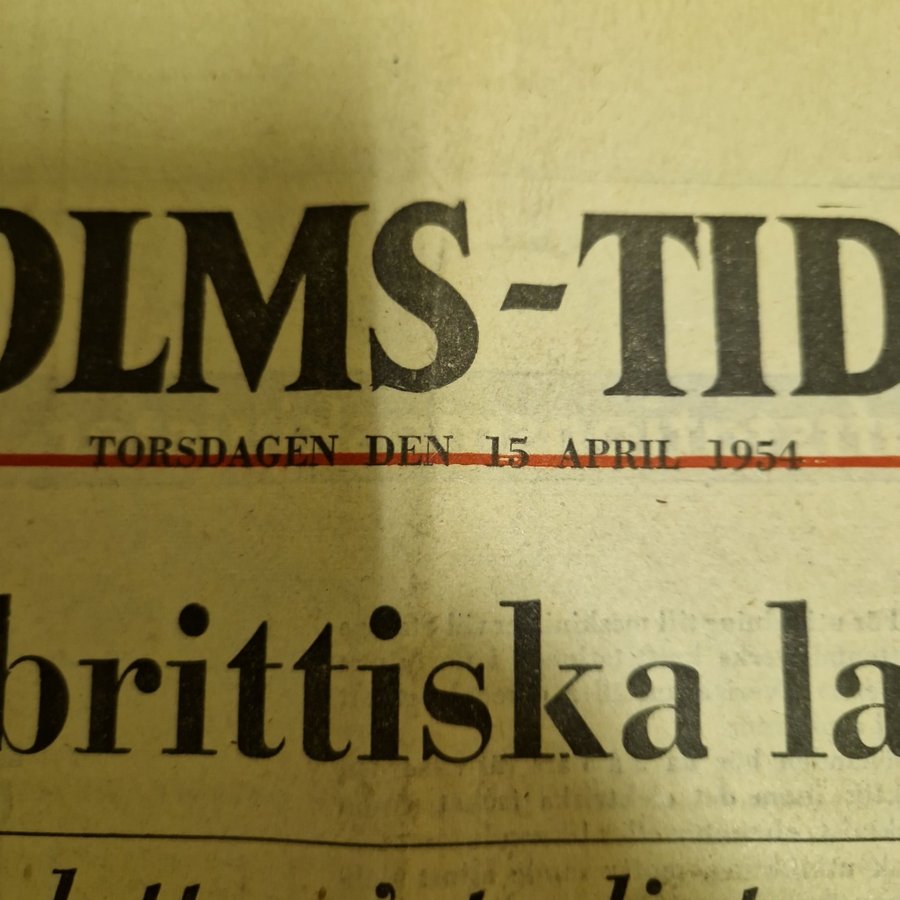 OLMS-TID
TORSDAGEN DEN 15 APRIL 1954
brittiska la